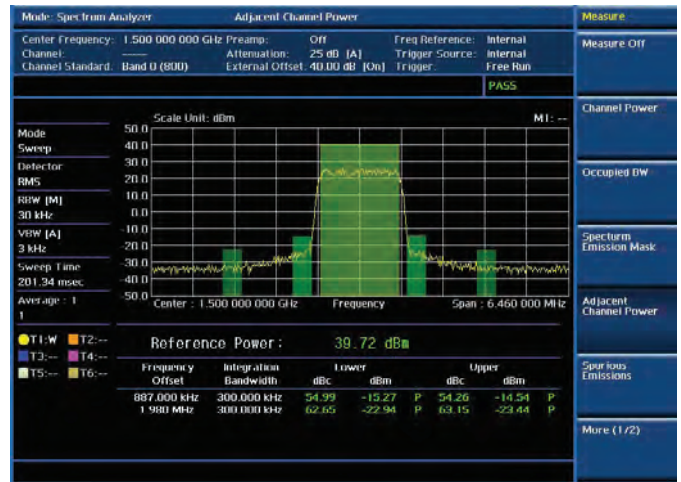 Mode: Spectrum Analyzer Adjacent Channel Power Measure
Center Frequency: 1.500 000 000 GHz Preamp: Off Freq Reference: Internal
Channel: ------ Attenuation: 25 dB [A] Trigger Source: Internal
Channel Standard: Band 0 (800) External Offset: 40.00 dB [On] Trigger: Free Run
PASS
Measure Off
Channel Power
Occupied BW
Specturm
Emission Mask
Adjacent
Channel Power
Spurious
Emissions
More (1/2)
Mode
Sweep
Detector
RMS
RBW [M]
30 kHz
VBW [A]
3 kHz
Sweep Time
201.34 msec
Average : 1
1
T1:W T2:--
T3:-- T4:--
T5:-- T6:--
Scale Unit: dBm M1: --
50.0
40.0
30.0
20.0
10.0
0.0
-10.0
-20.0
-30.0
-40.0
-50.0
Center : 1.500 000 000 GHz Frequency Span : 6.460 000 MHz
Reference Power: 39.72 dBm
Frequency Integration Lower Upper
Offset Bandwidth dBc dBm dBc dBm
887.000 kHz 300.000 kHz 54.99 -15.27 P 54.26 -14.54 P
1.980 MHz 300.000 kHz 62.65 -22.94 P 63.15 -23.44 P